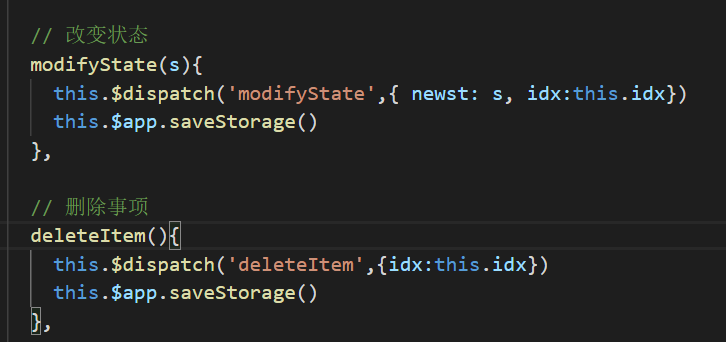 // 改变状态
modifyState(s){
this.$dispatch('modifyState',{ newst: s, idx:this.idx})
this.$app.saveStorage()
},
// 删除事项
deleteItem(){
this.$dispatch('deleteItem',{idx:this.idx})
this.$app.saveStorage()
},